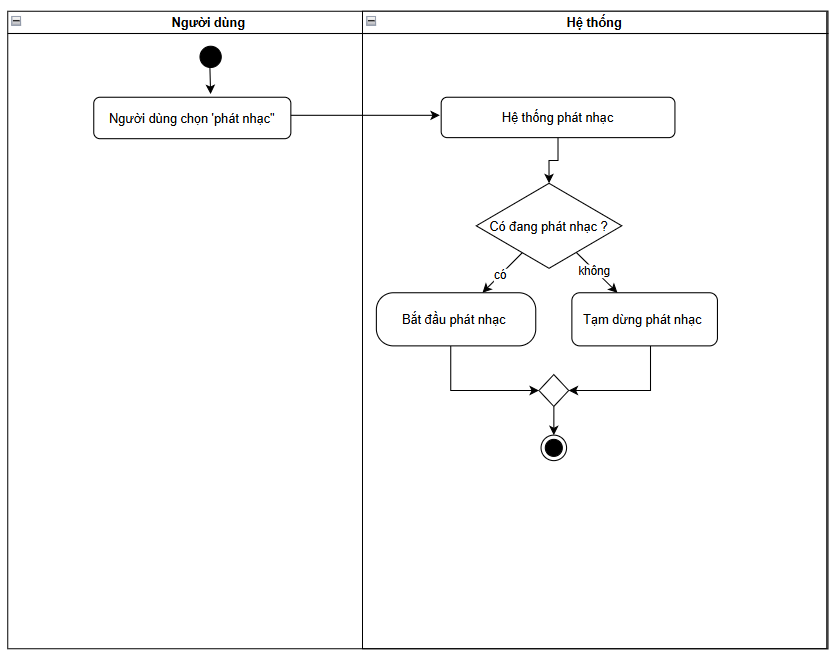 Người dùng
Hệ thống
Người dùng chọn 'phát nhạc"
Hệ thống phát nhạc
Có đang phát nhạc ?
có
không
Bắt đầu phát nhạc
Tạm dừng phát nhạc